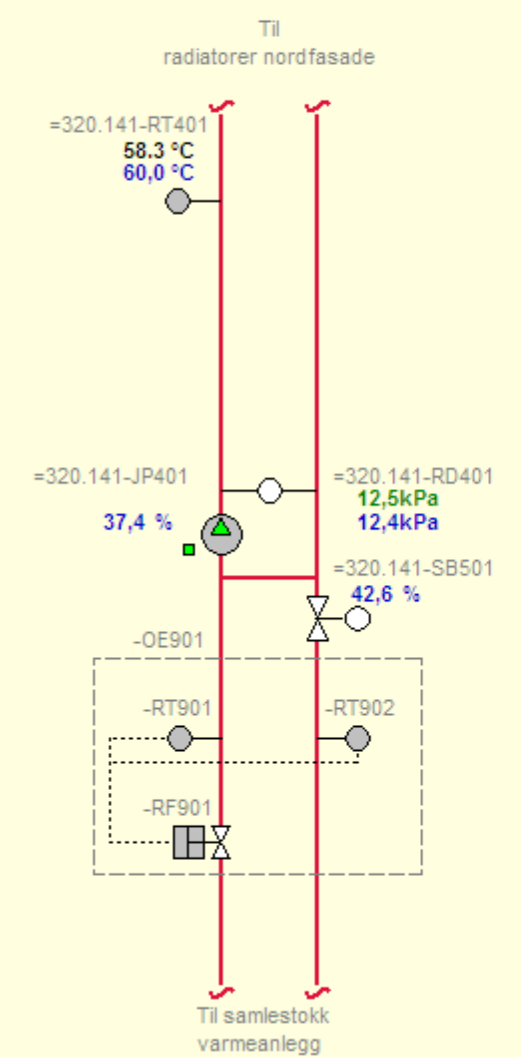 Til
radiatorer nordfasade
=320.141-RT401
58.3 °C
60,0 °C
=320.141-JP401
37,4 %
=320.141-RD401
12,5kPa
12,4kPa
=320.141-SB501
42,6 %
-OE901
-RT901
-RT902
-RF901
Til samlestokk
varmeanlegg